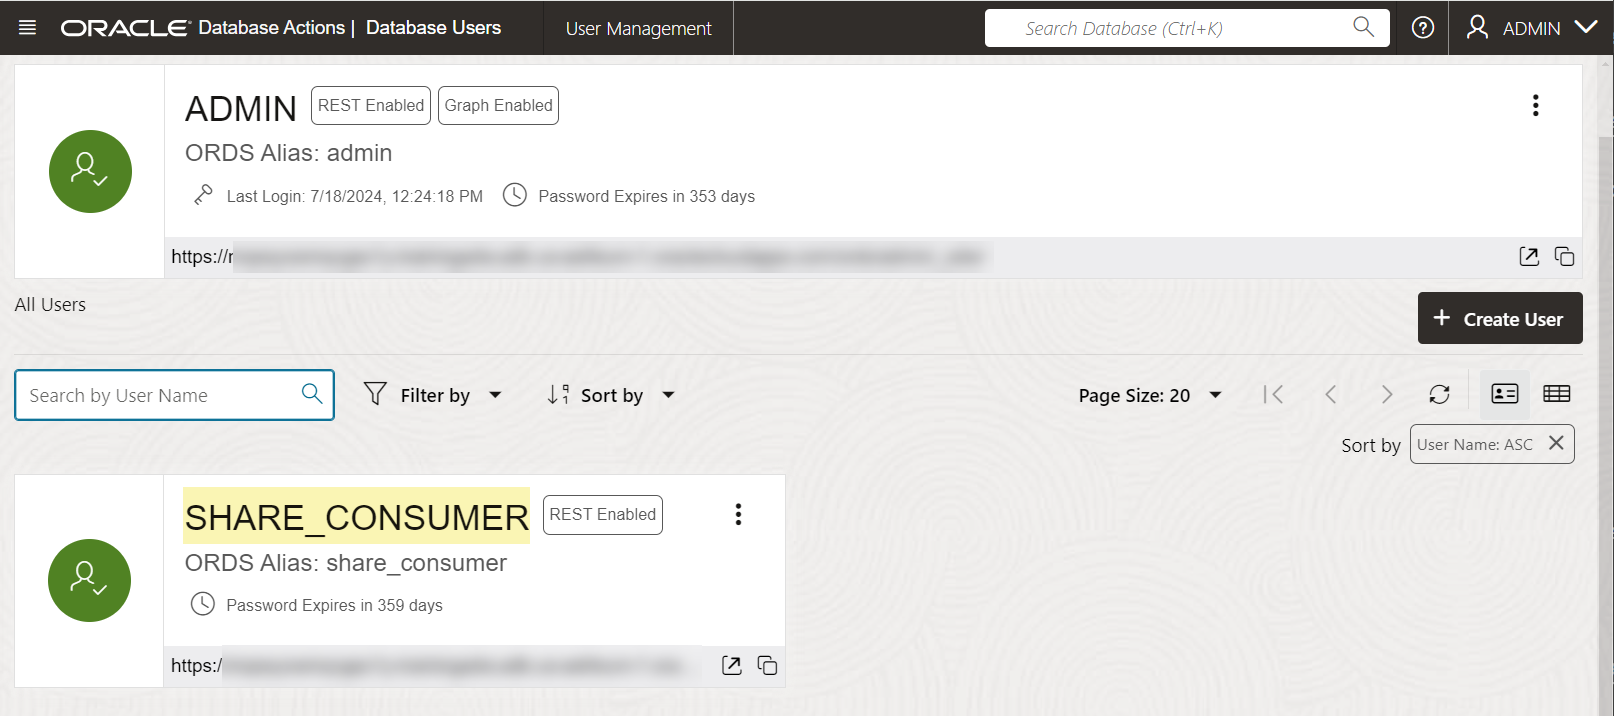 ORACLE Database Actions | Database Users User Management Search Database (Ctrl+K) ADMIN
ADMIN REST Enabled Graph Enabled
ORDS Alias: admin
Last Login: 7/18/2024, 12:24:18 PM Password Expires in 353 days
https://
All Users
+ Create User
Search by User Name Filter by Sort by Page Size: 20
Sort by User Name: ASC
SHARE_CONSUMER REST Enabled
ORDS Alias: share_consumer
Password Expires in 359 days
https:/